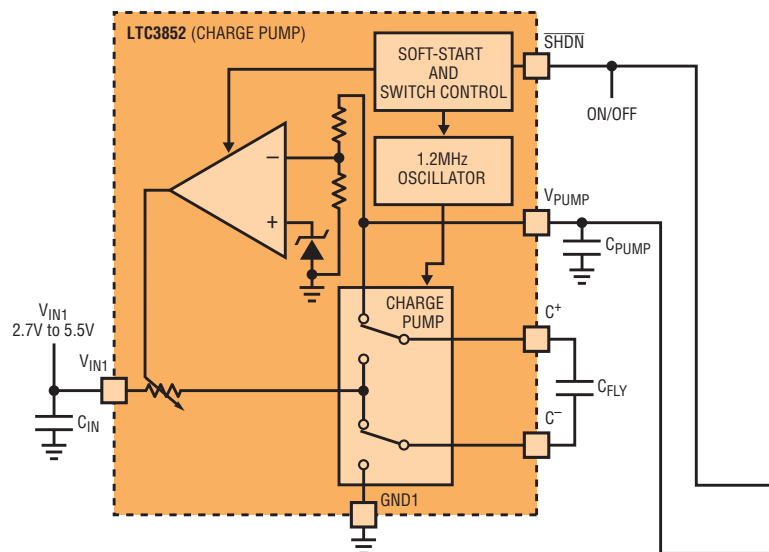 LTC3852 (CHARGE PUMP)
SOFT-START
AND
SWITCH CONTROL
SHDN
ON/OFF
1.2MHz
OSCILLATOR
−
+
VPUMP
CPUMP
CHARGE
PUMP
C+
CFLY
C−
VIN1
2.7V to 5.5V
VIN1
CIN
GND1